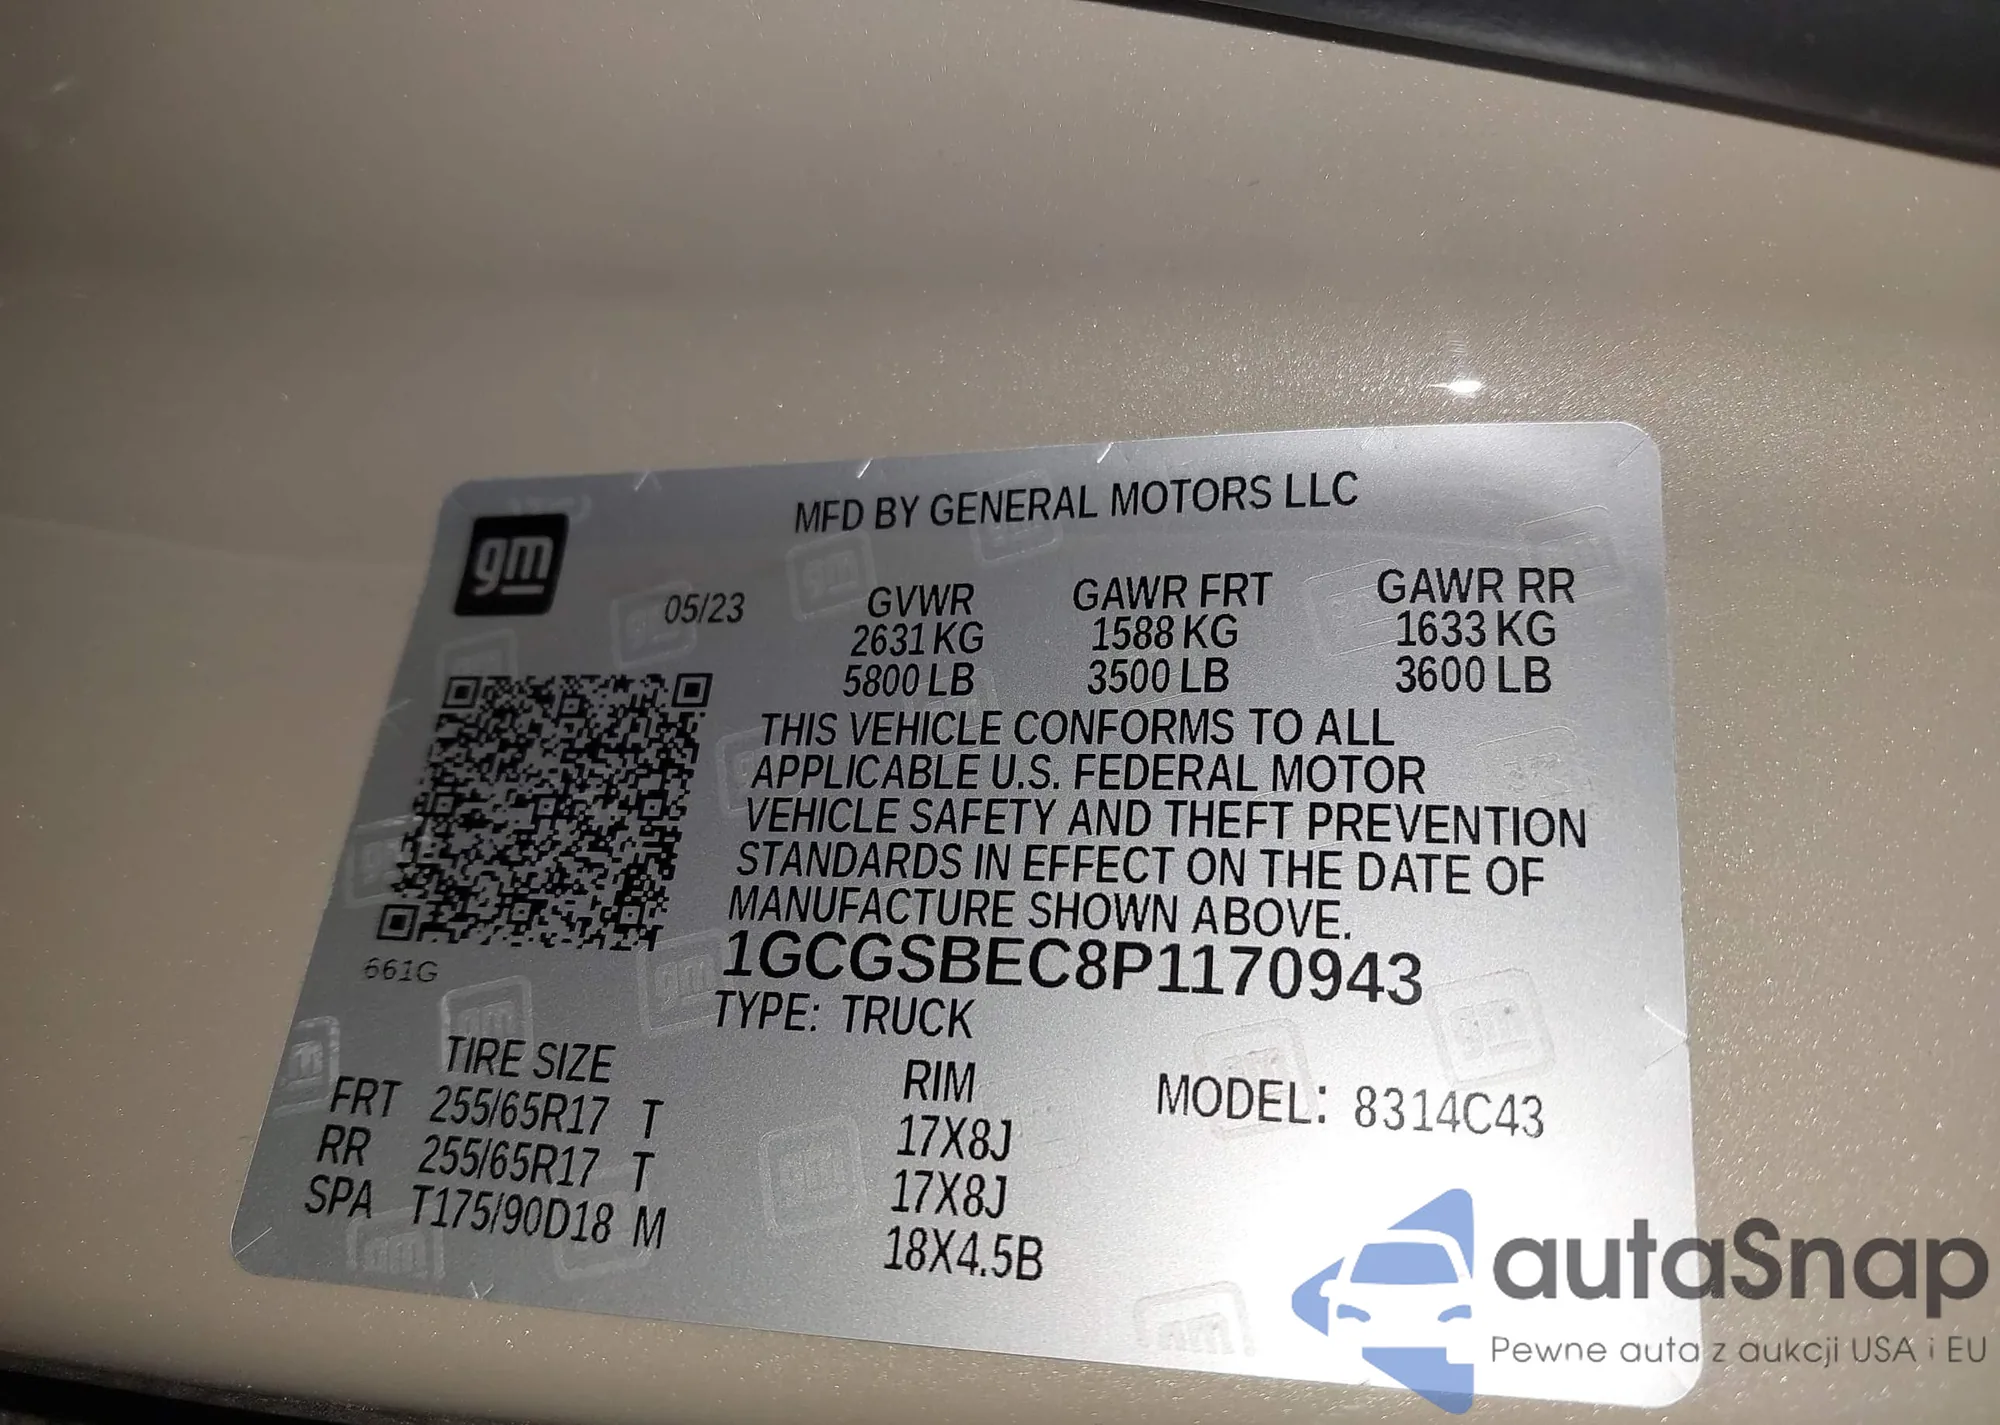 MFD BY GENERAL MOTORS LLC
gm
05/23
GVWR GAWR FRT GAWR RR
2631 KG 1588 KG 1633 KG
5800 LB 3500 LB 3600 LB
THIS VEHICLE CONFORMS TO ALL
APPLICABLE U.S. FEDERAL MOTOR
VEHICLE SAFETY AND THEFT PREVENTION
STANDARDS IN EFFECT ON THE DATE OF
MANUFACTURE SHOWN ABOVE.
661G
1GCGSBEC8P1170943
TYPE: TRUCK
TIRE SIZE RIM MODEL: 8314C43
FRT 255/65R17 T 17X8J
RR 255/65R17 T 17X8J
SPA T175/90D18 M 18X4.5B
autaSnap
Pewne auta z aukcji USA i EU